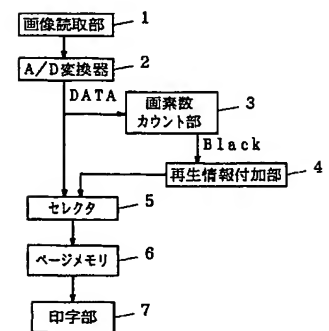 画像読取部
1
A/D変換器
2
DATA
画素数
カウント部
3
Black
再生情報付加部
4
セレクタ
5
ページメモリ
6
印字部
7